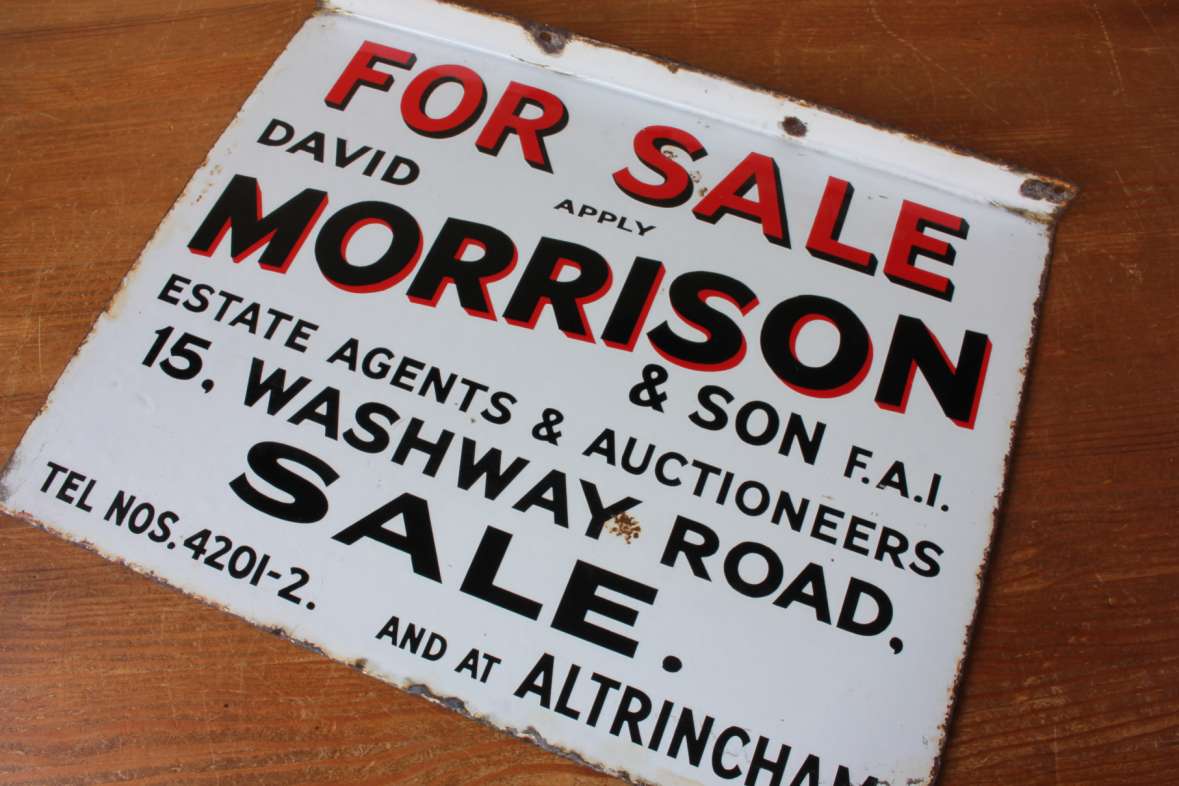 FOR SALE
APPLY
DAVID
MORRISON
& SON F.A.I.
ESTATE AGENTS & AUCTIONEERS
15, WASHWAY ROAD,
SALE.
TEL NOS. 4201-2.
AND AT ALTRINCHAM